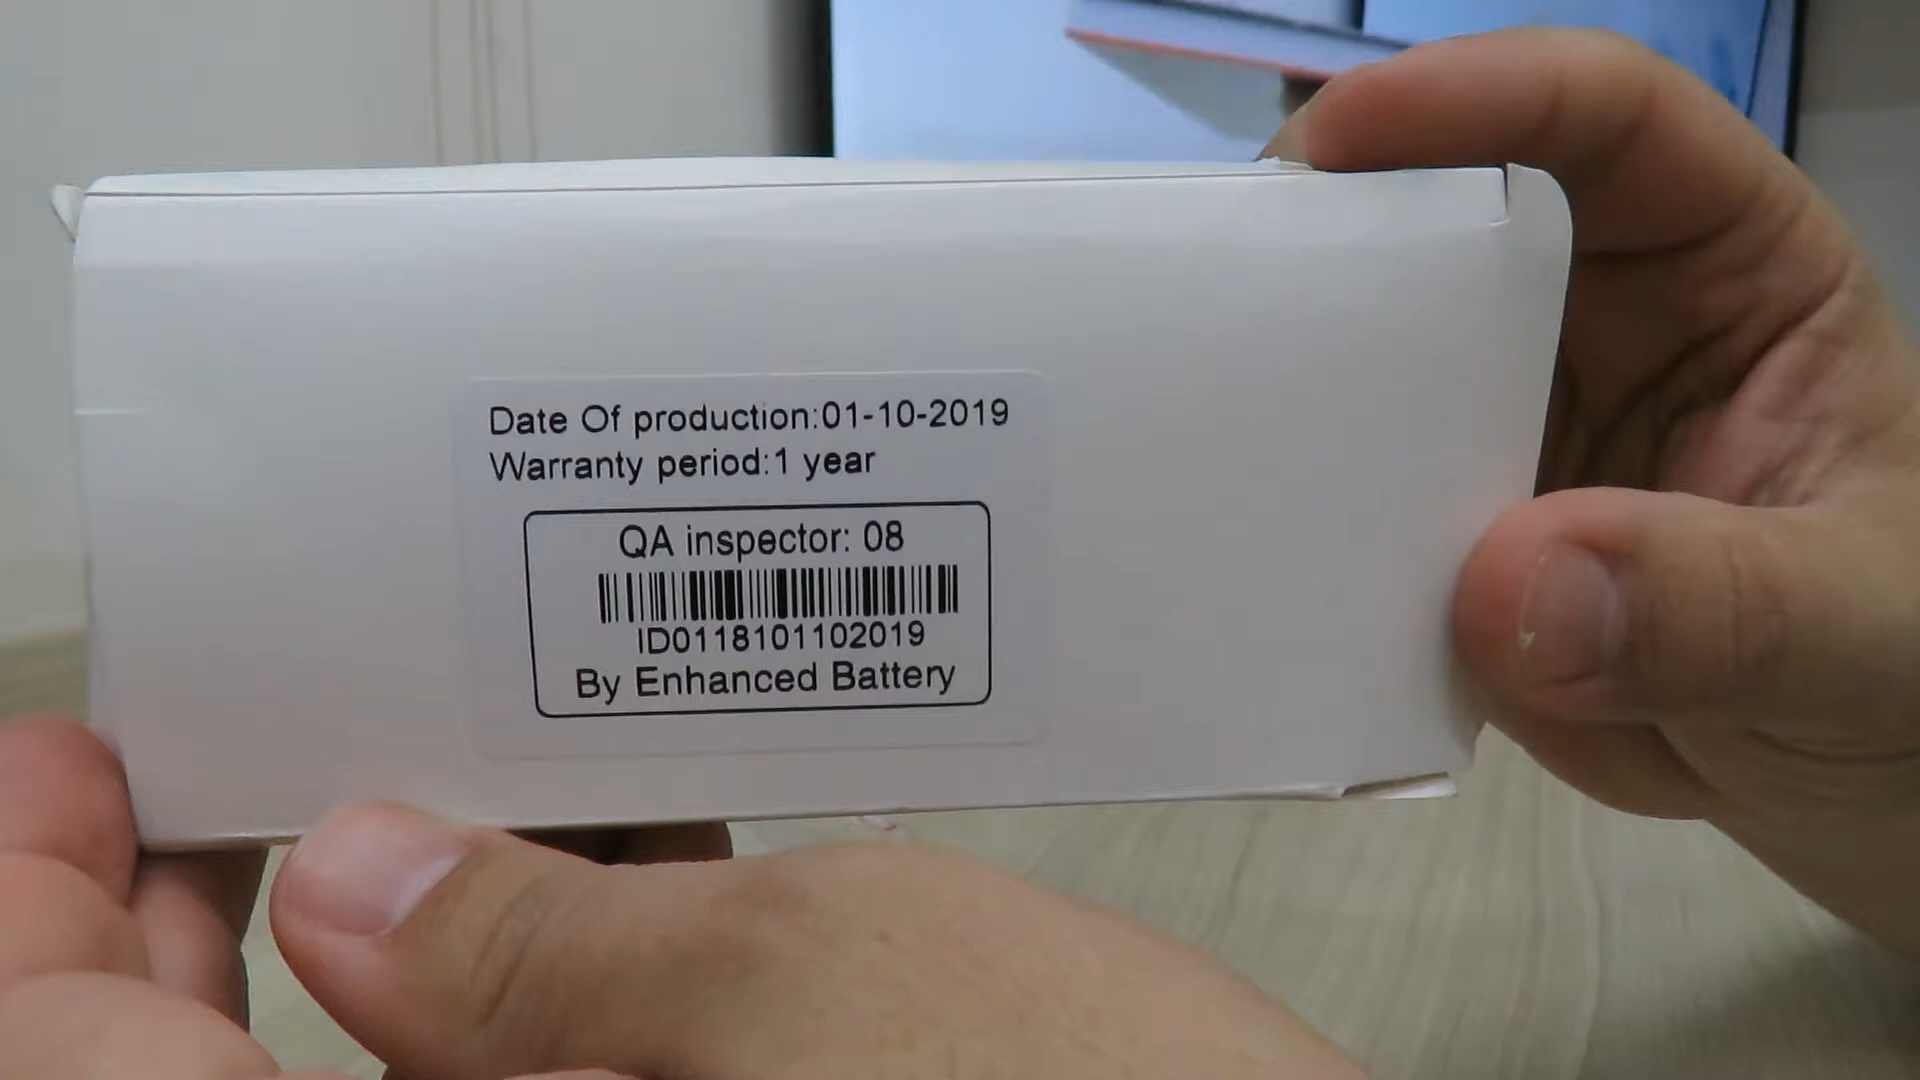 Date Of production:01-10-2019
Warranty period:1 year
QA inspector: 08
ID0118101102019
By Enhanced Battery